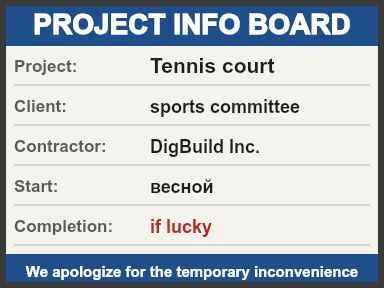 PROJECT INFO BOARD
Project: Tennis court
Client: sports committee
Contractor: DigBuild Inc.
Start: весной
Completion: if lucky
We apologize for the temporary inconvenience